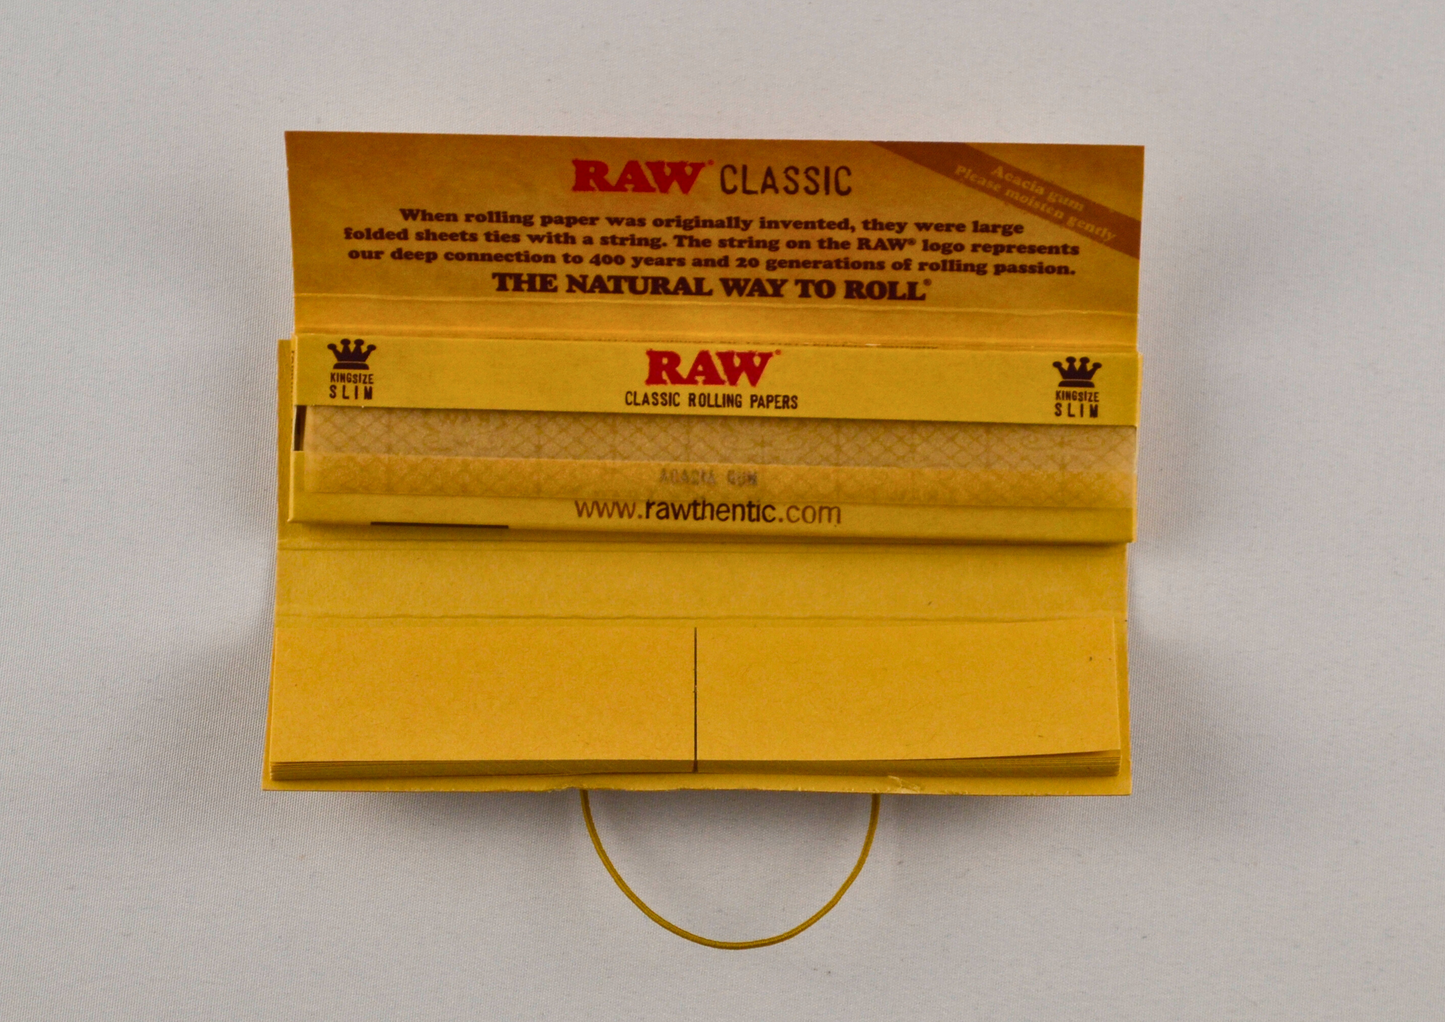 RAW® CLASSIC
Acacia gum
Please moisten gently
When rolling paper was originally invented, they were large
folded sheets ties with a string. The string on the RAW® logo represents
our deep connection to 400 years and 20 generations of rolling passion.
THE NATURAL WAY TO ROLL®
KINGSIZE
SLIM
RAW®
CLASSIC ROLLING PAPERS
KINGSIZE
SLIM
ACACIA GUM
www.rawthentic.com